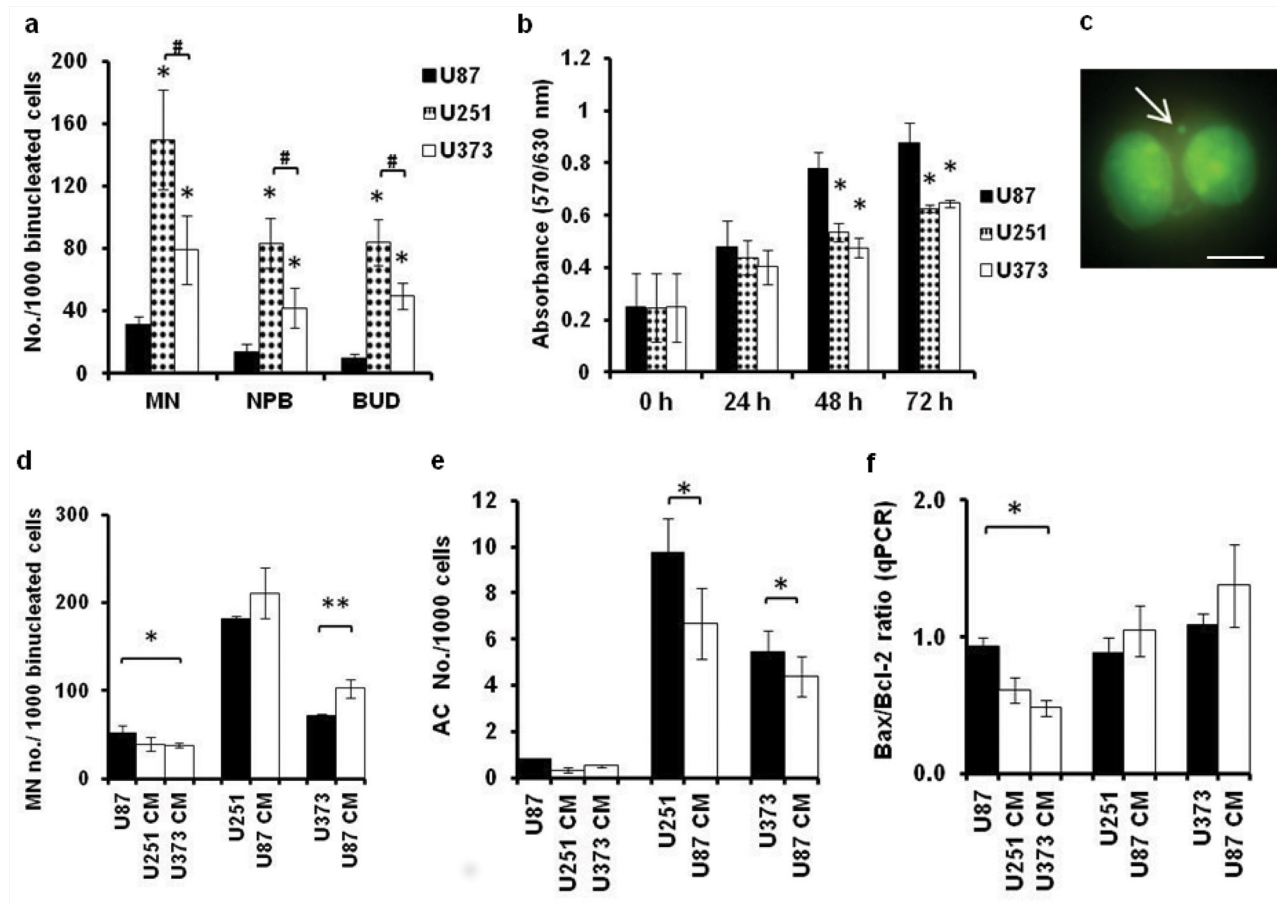 a
No./1000 binucleated cells
200
160
120
80
40
0
* # *
* # *
* # *
MN NPB BUD
U87
U251
U373
b
Absorbance (570/630 nm)
1.2
1
0.8
0.6
0.4
0.2
0
* *
* *
0 h 24 h 48 h 72 h
U87
U251
U373
c
d
MN no./ 1000 binucleated cells
300
200
100
0
*
**
U87
U251 CM
U373 CM
U251
U87 CM
U373
U87 CM
e
AC No./1000 cells
12
10
8
6
4
2
0
*
*
U87
U251 CM
U373 CM
U251
U87 CM
U373
U87 CM
f
Bax/Bcl-2 ratio (qPCR)
2.0
1.0
0.0
*
U87
U251 CM
U373 CM
U251
U87 CM
U373
U87 CM